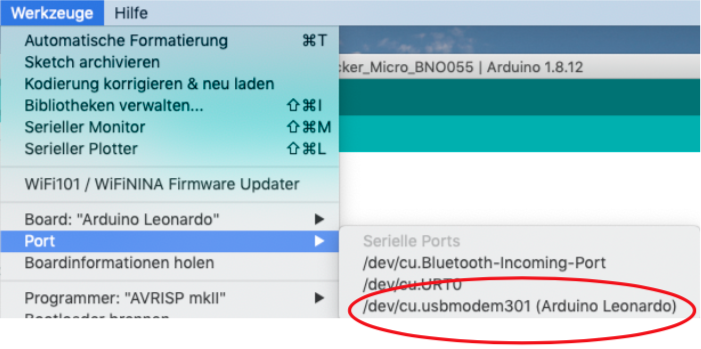 Werkzeuge Hilfe
Automatische Formatierung ⌘T
Sketch archivieren
cker_Micro_BNO055 | Arduino 1.8.12
Kodierung korrigieren & neu laden
Bibliotheken verwalten... ⇧⌘I
Serieller Monitor ⇧⌘M
Serieller Plotter ⇧⌘L
WiFi101 / WiFiNINA Firmware Updater
Board: "Arduino Leonardo"
Port
Boardinformationen holen
Programmer: "AVRISP mkII"
Bootloader brennen
Serielle Ports
/dev/cu.Bluetooth-Incoming-Port
/dev/cu.URT0
/dev/cu.usbmodem301 (Arduino Leonardo)